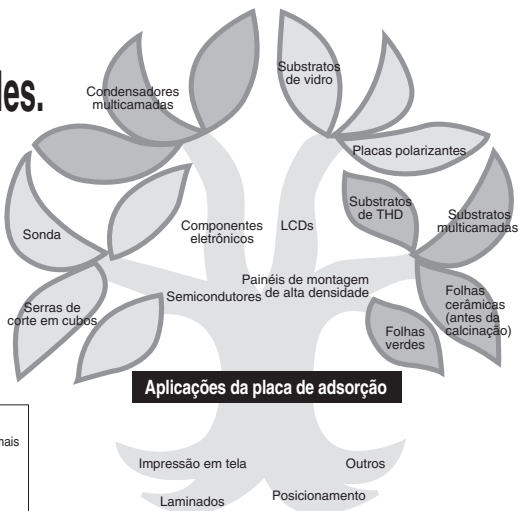 des.
Condensadores
multicamadas
Substratos
de vidro
Placas polarizantes
Sonda
Componentes
eletrônicos
LCDs
Substratos
de THD
Substratos
multicamadas
Serras de
corte em cubos
Semicondutores
Painéis de montagem
de alta densidade
Folhas
verdes
Folhas
cerâmicas
(antes da
calcinação)
Aplicações da placa de adsorção
Impressão em tela
Outros
Laminados
Posicionamento